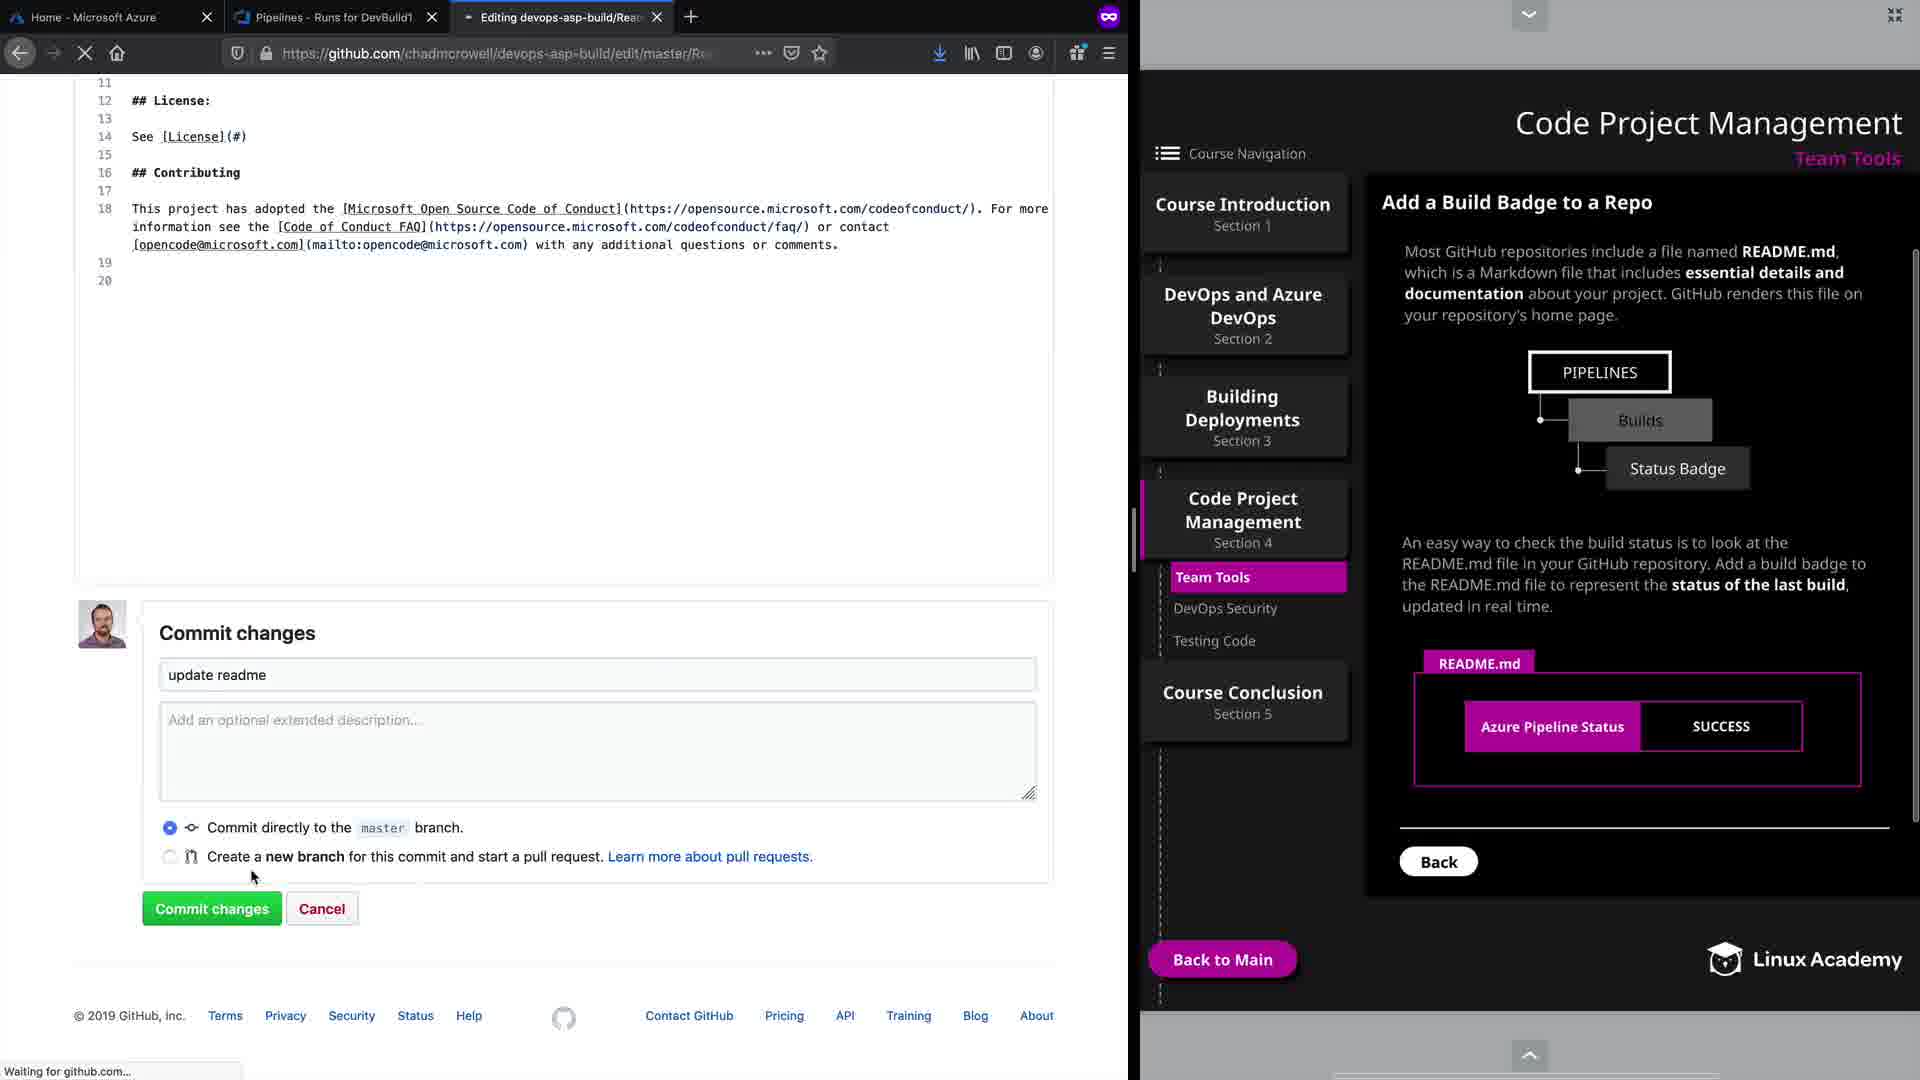 Home - Microsoft Azure
Pipelines - Runs for DevBuild1
Editing devops-asp-build/Rea
https://github.com/chadmcrowell/devops-asp-build/edit/master/Re
11
12 ## License:
13
14 See [License](#)
15
16 ## Contributing
17
18 This project has adopted the [Microsoft Open Source Code of Conduct](https://opensource.microsoft.com/codeofconduct/). For more
information see the [Code of Conduct FAQ](https://opensource.microsoft.com/codeofconduct/faq/) or contact
[opencode@microsoft.com](mailto:opencode@microsoft.com) with any additional questions or comments.
19
20
Commit changes
update readme
Add an optional extended description...
Commit directly to the master branch.
Create a new branch for this commit and start a pull request. Learn more about pull requests.
Commit changes
Cancel
© 2019 GitHub, Inc.
Terms
Privacy
Security
Status
Help
Contact GitHub
Pricing
API
Training
Blog
About
Waiting for github.com...
Code Project Management
Team Tools
Course Navigation
Course Introduction
Section 1
DevOps and Azure
DevOps
Section 2
Building
Deployments
Section 3
Code Project
Management
Section 4
Team Tools
DevOps Security
Testing Code
Course Conclusion
Section 5
Back to Main
Add a Build Badge to a Repo
Most GitHub repositories include a file named README.md,
which is a Markdown file that includes essential details and
documentation about your project. GitHub renders this file on
your repository's home page.
PIPELINES
Builds
Status Badge
An easy way to check the build status is to look at the
README.md file in your GitHub repository. Add a build badge to
the README.md file to represent the status of the last build,
updated in real time.
README.md
Azure Pipeline Status
SUCCESS
Back
Linux Academy